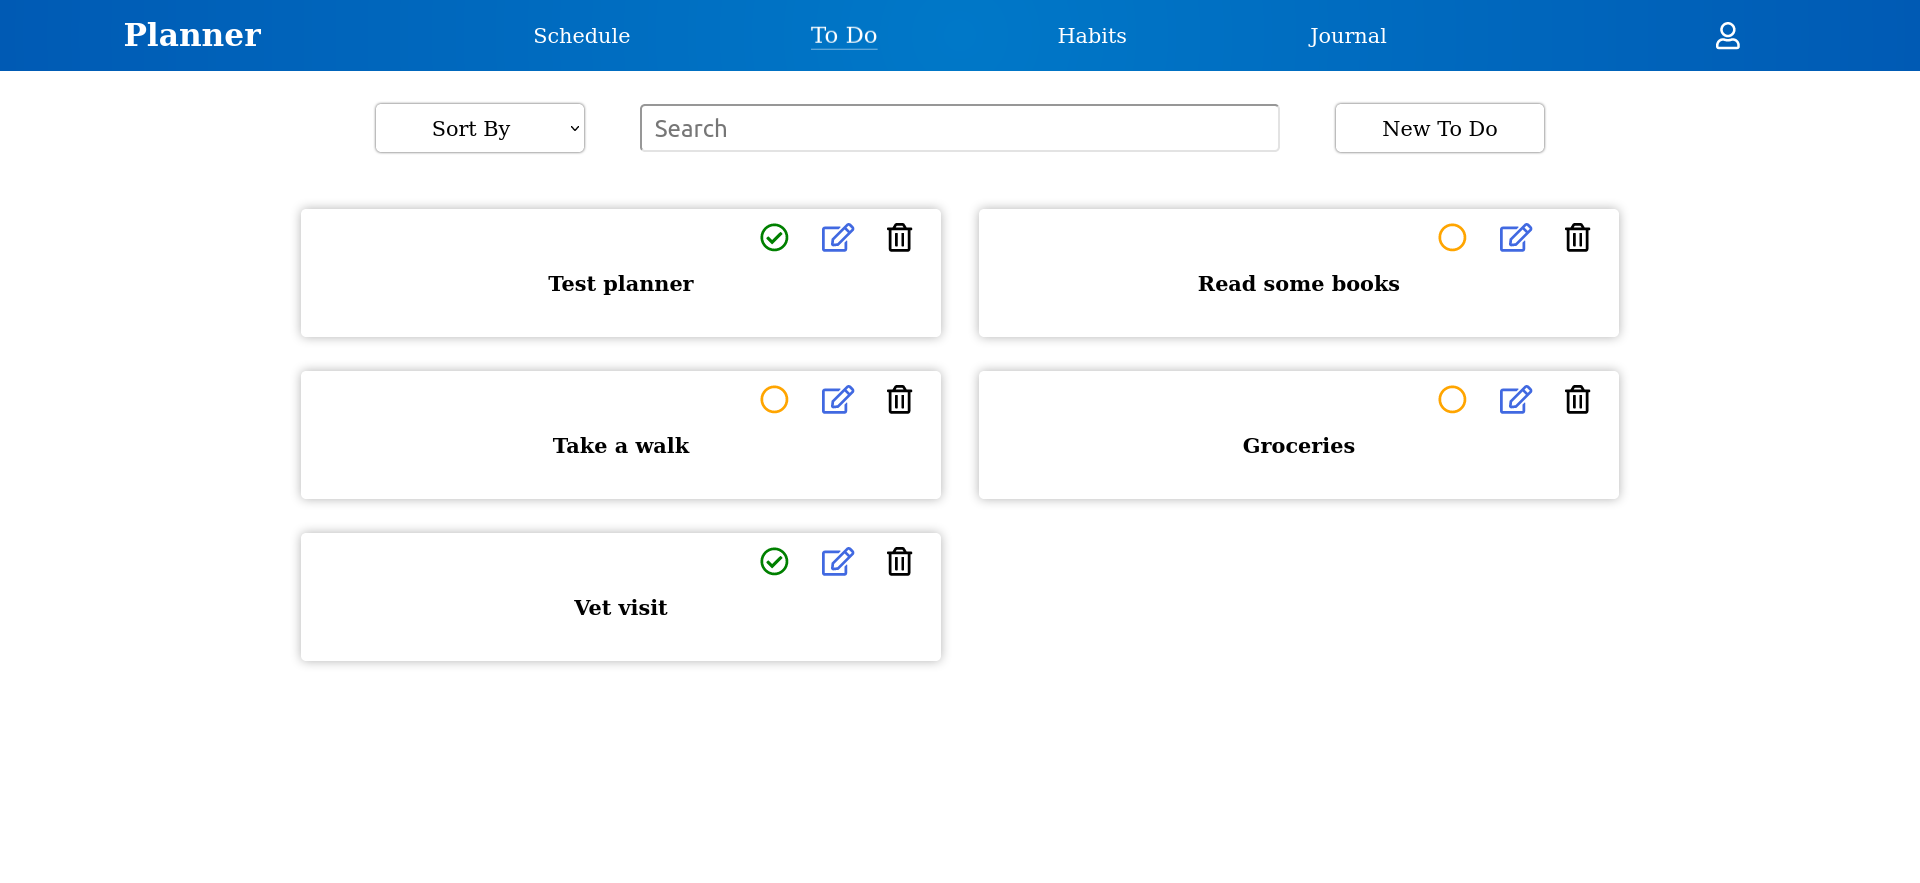 Planner
Schedule
To Do
Habits
Journal
Sort By
Search
New To Do
Test planner
Read some books
Take a walk
Groceries
Vet visit